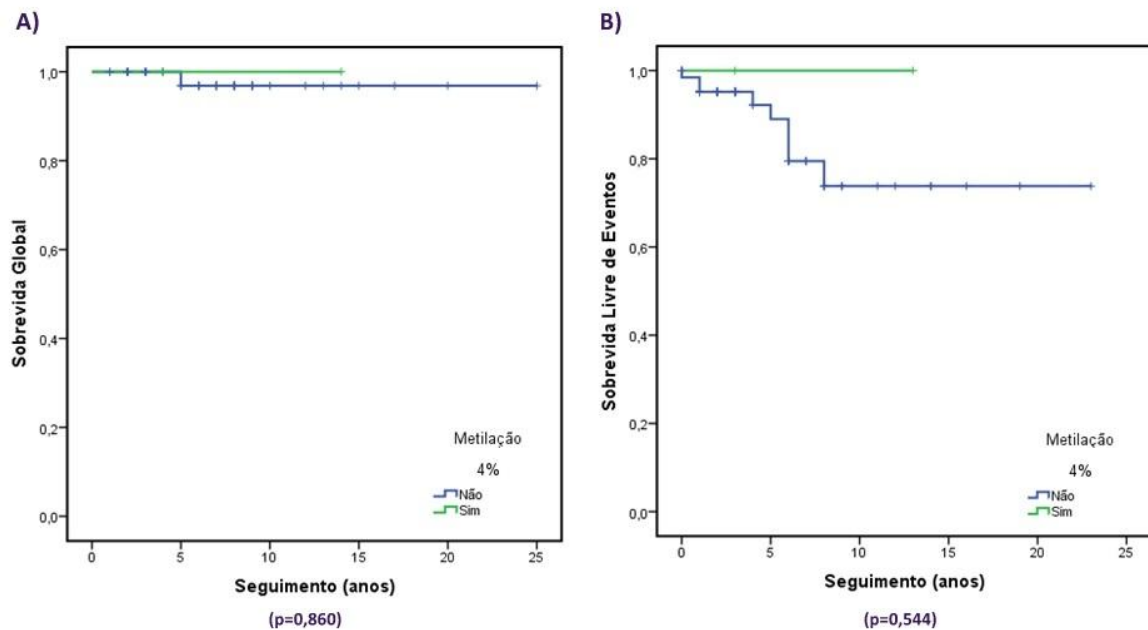 A)
1,0
0,8
0,6
0,4
0,2
0,0
Sobrevida Global
Metilação
4%
Não
Sim
0 5 10 15 20 25
Seguimento (anos)
(p=0,860)
B)
1,0
0,8
0,6
0,4
0,2
0,0
Sobrevida Livre de Eventos
Metilação
4%
Não
Sim
0 5 10 15 20 25
Seguimento (anos)
(p=0,544)